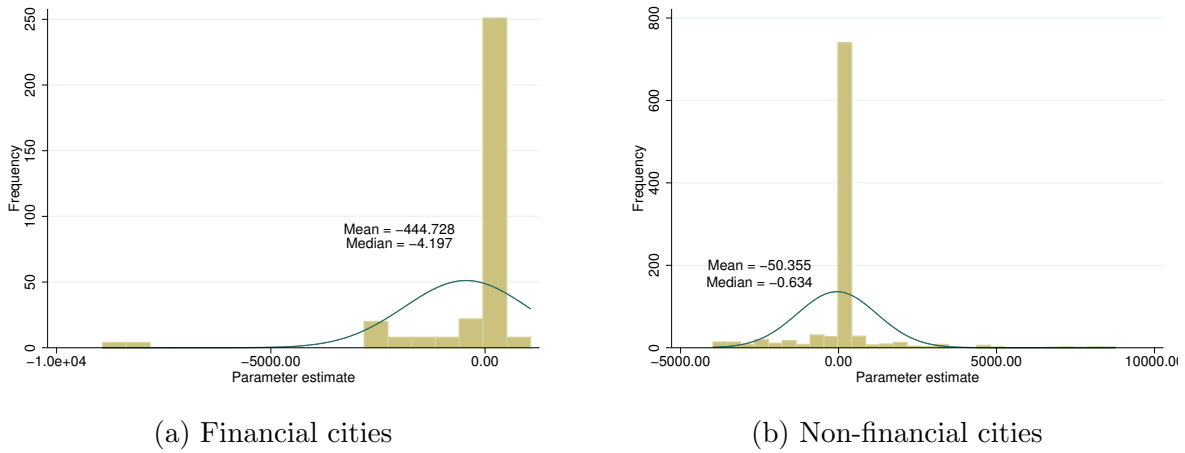 250
200
150
100
50
0
Frequency
Mean = −444.728
Median = −4.197
−1.0e+04
−5000.00
0.00
Parameter estimate
(a) Financial cities
800
600
400
200
0
Frequency
Mean = −50.355
Median = −0.634
−5000.00
0.00
5000.00
10000.0
Parameter estimate
(b) Non-financial cities